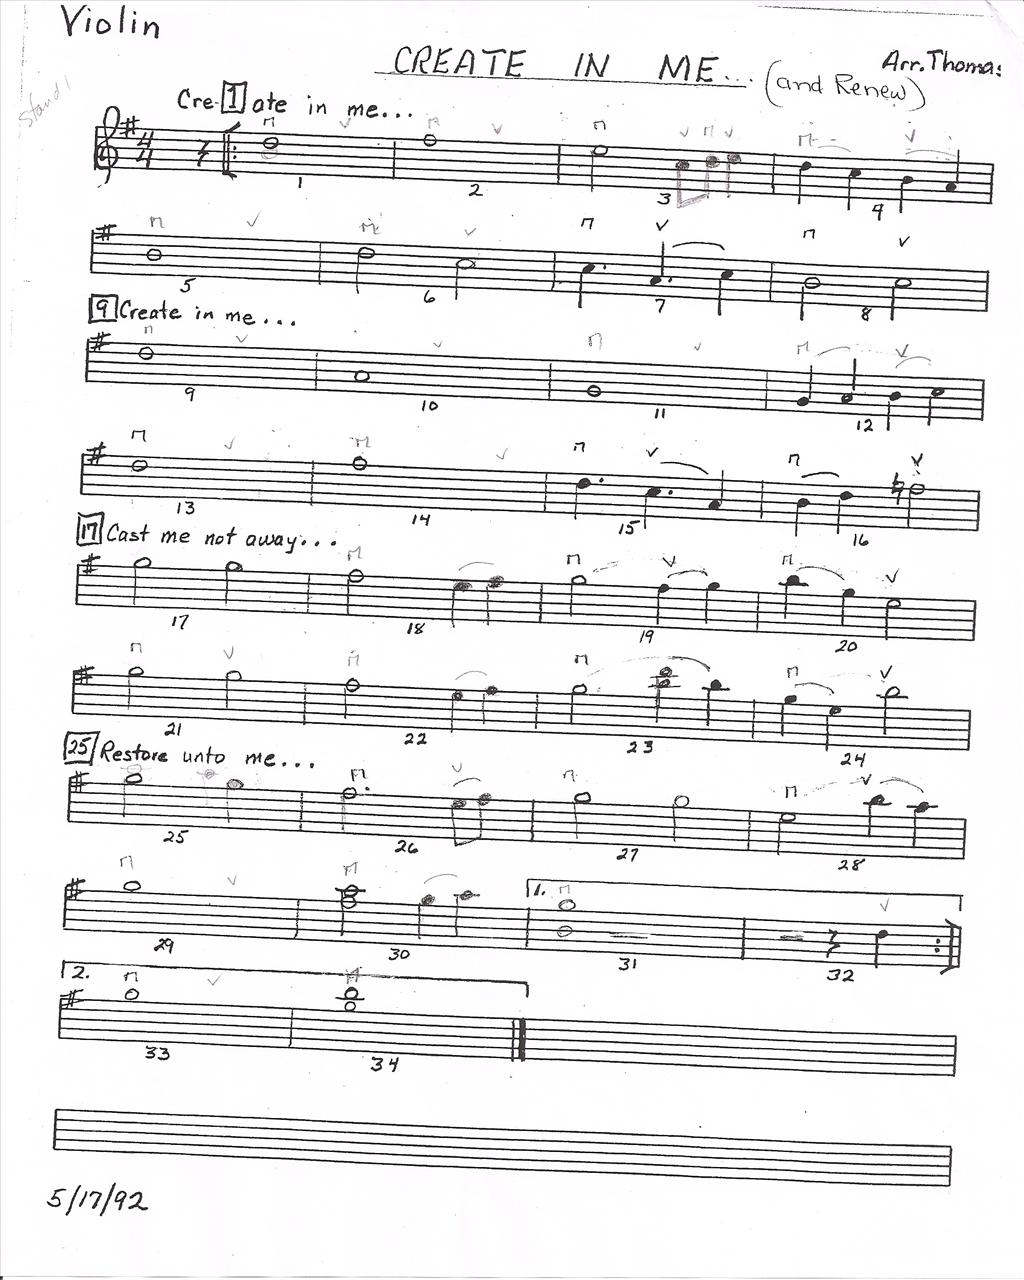 Violin
CREATE IN ME... (and Renew)
Arr. Thomas
Stand 1
Cre-1 ate in me...
4
4
1 2 3 4
5 6 7 8
9 Create in me...
9 10 11 12
13 14 15 16
17 Cast me not away...
17 18 19 20
21 22 23 24
25 Restore unto me...
25 26 27 28
1.
29 30 31 32
2.
33 34
5/17/92